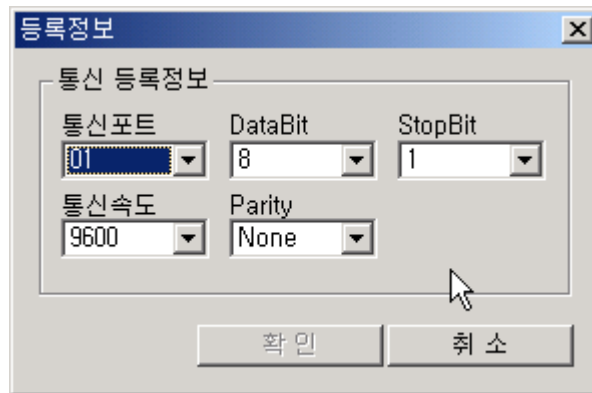 등록정보
통신 등록정보
통신포트 DataBit StopBit
01 8 1
통신속도 Parity
9600 None
확 인 취 소